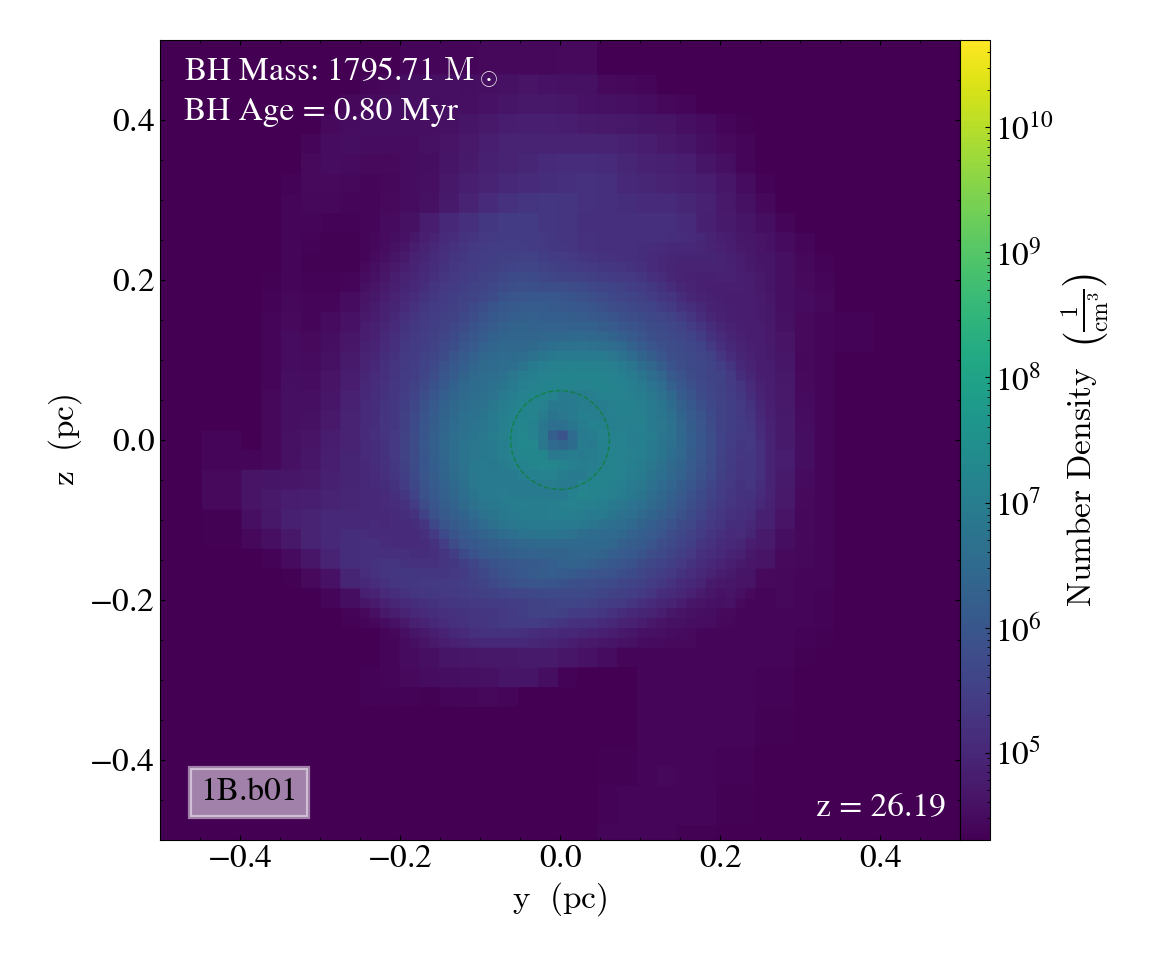 BH Mass: 1795.71 M⊙
BH Age = 0.80 Myr
0.4
0.2
0.0
−0.2
−0.4
z (pc)
1B.b01
z = 26.19
−0.4 −0.2 0.0 0.2 0.4
y (pc)
10¹⁰
10⁹
10⁸
10⁷
10⁶
10⁵
Number Density (1/cm³)